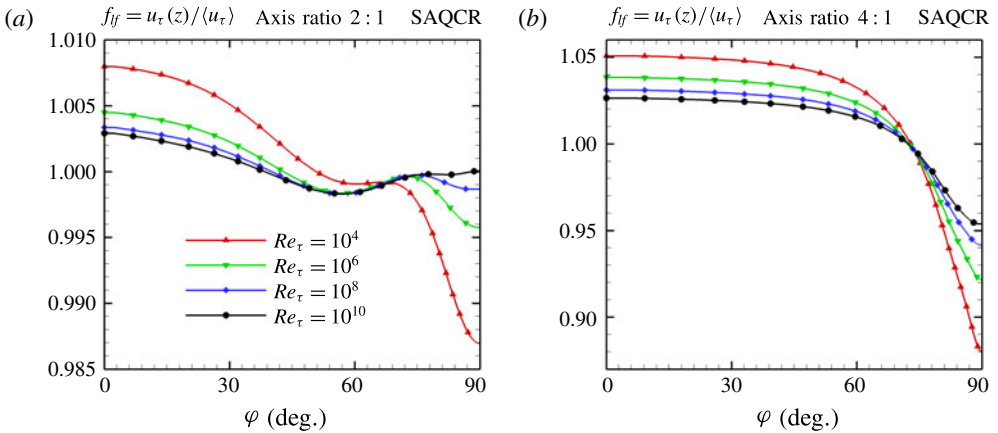 (a) f_lf = u_τ(z)/⟨u_τ⟩ Axis ratio 2 : 1 SAQCR
1.010
1.005
1.000
0.995
0.990
0.985
Re_τ = 10^4
Re_τ = 10^6
Re_τ = 10^8
Re_τ = 10^10
0 30 60 90
φ (deg.)
(b) f_lf = u_τ(z)/⟨u_τ⟩ Axis ratio 4 : 1 SAQCR
1.05
1.00
0.95
0.90
0 30 60 90
φ (deg.)